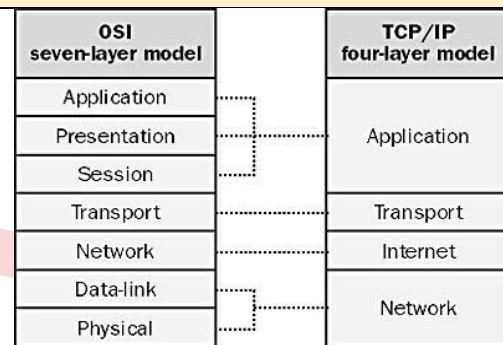 OSI
seven-layer model
Application
Presentation
Session
Transport
Network
Data-link
Physical
TCP/IP
four-layer model
Application
Transport
Internet
Network